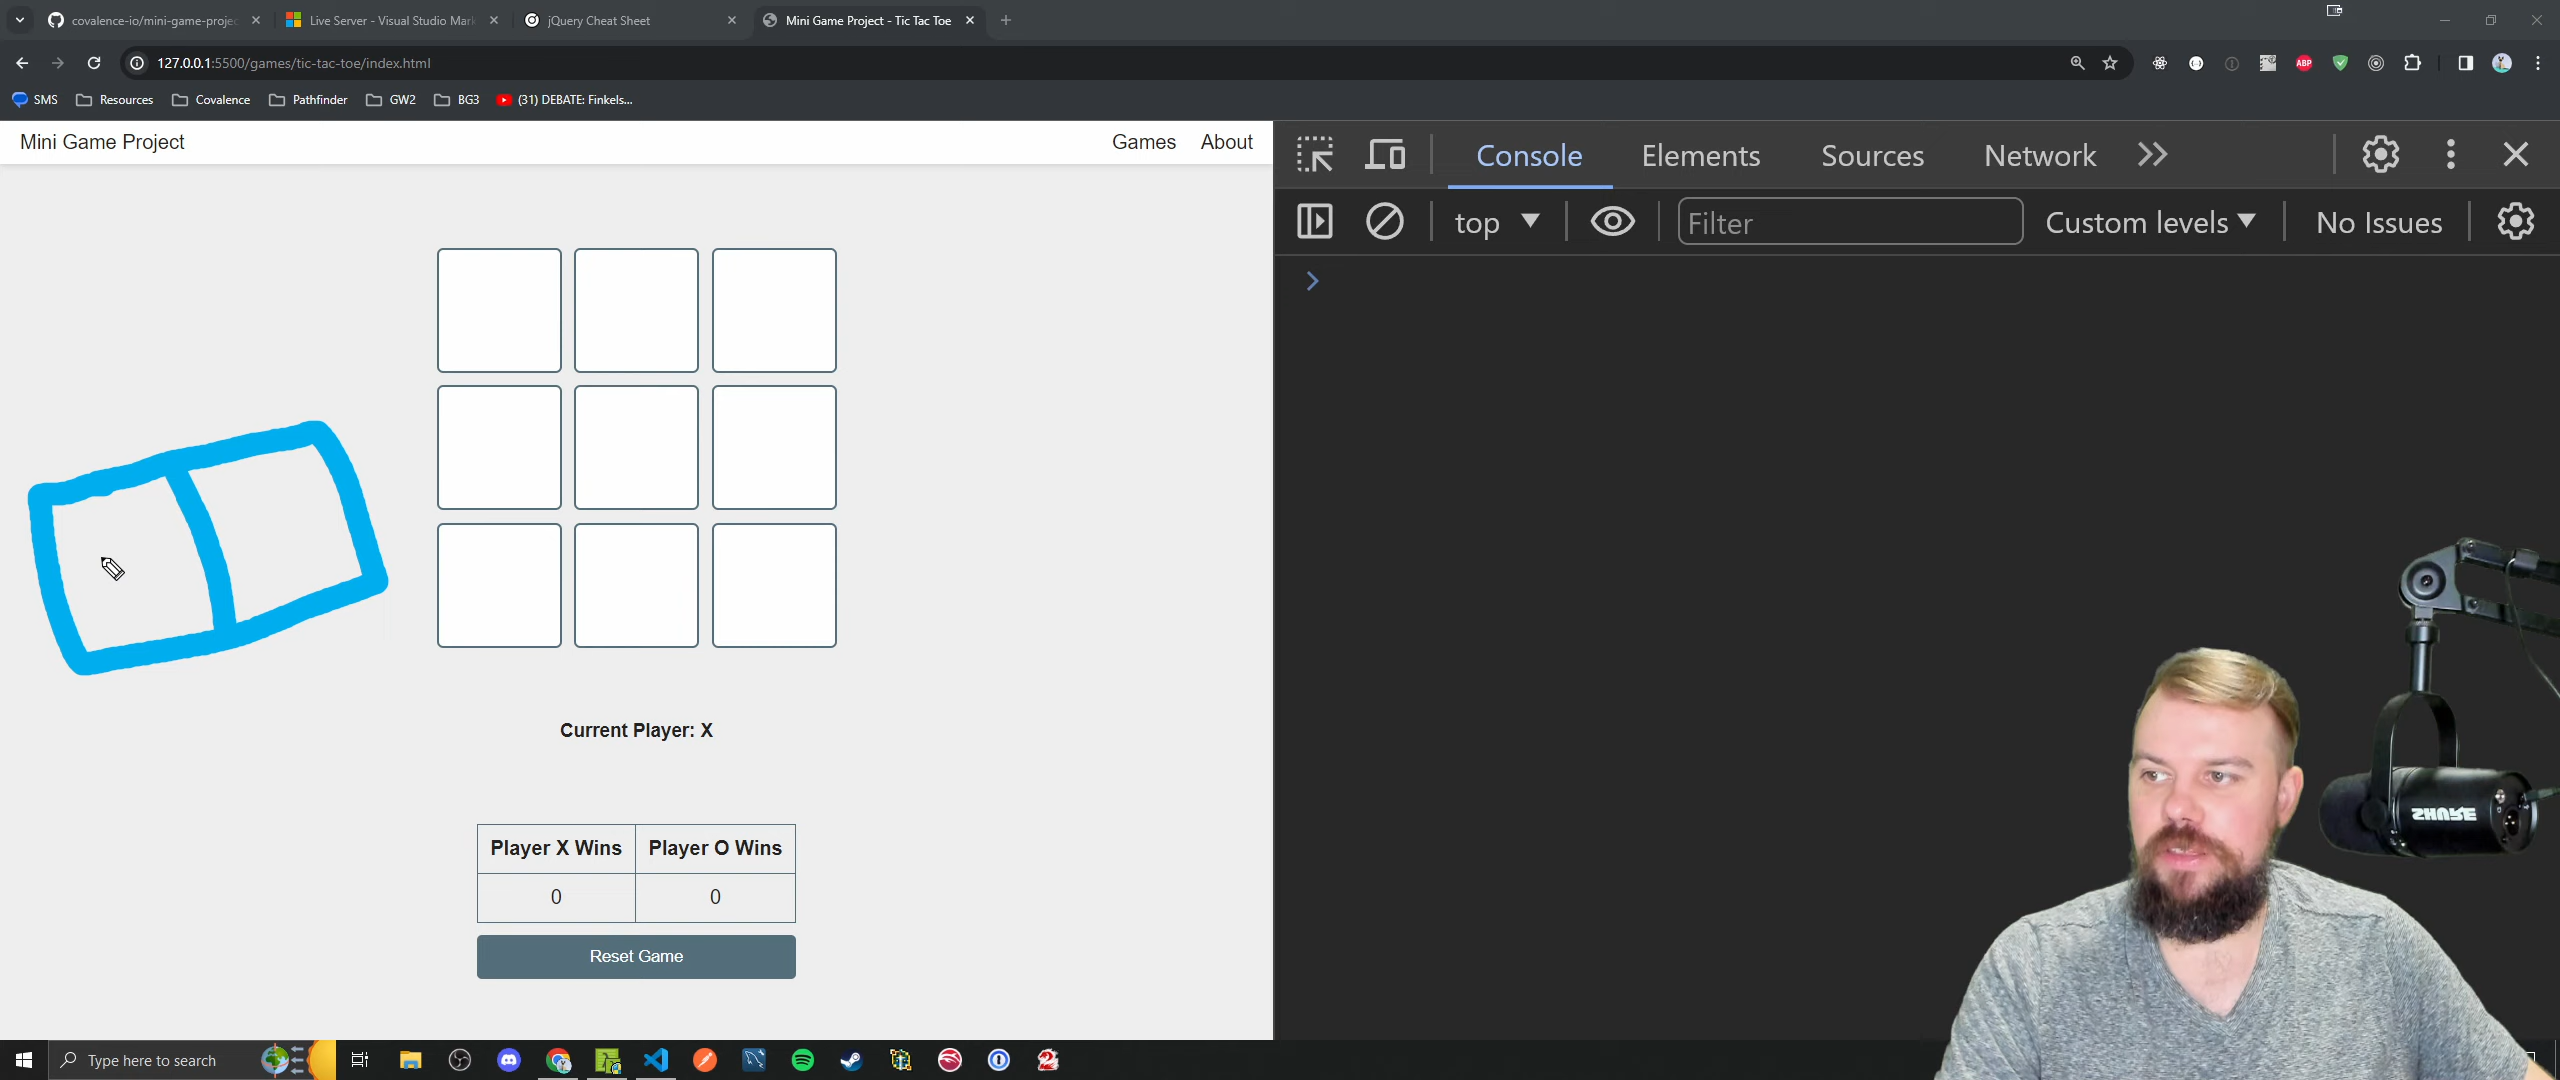 covalence-io/mini-game-projec
Live Server - Visual Studio Mark
jQuery Cheat Sheet
Mini Game Project - Tic Tac Toe
127.0.0.1:5500/games/tic-tac-toe/index.html
ABP
SMS
Resources
Covalence
Pathfinder
GW2
BG3
(31) DEBATE: Finkels...
Mini Game Project
Games
About
Console
Elements
Sources
Network
top
Filter
Custom levels
No Issues
Current Player: X
Player X Wins
Player O Wins
0
0
Reset Game
SHURE
Type here to search